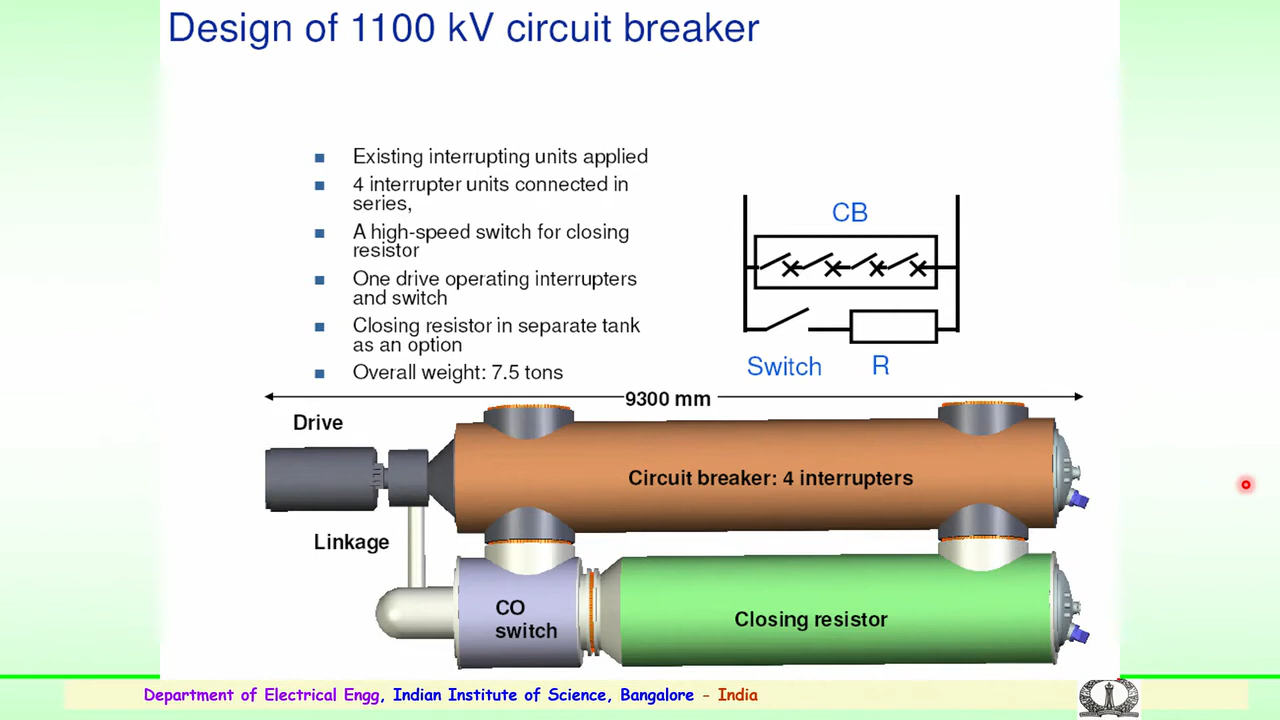 Design of 1100 kV circuit breaker
Existing interrupting units applied
4 interrupter units connected in
series,
A high-speed switch for closing
resistor
One drive operating interrupters
and switch
Closing resistor in separate tank
as an option
Overall weight: 7.5 tons
CB
Switch
R
9300 mm
Drive
Circuit breaker: 4 interrupters
Linkage
CO
switch
Closing resistor
Department of Electrical Engg, Indian Institute of Science, Bangalore - India